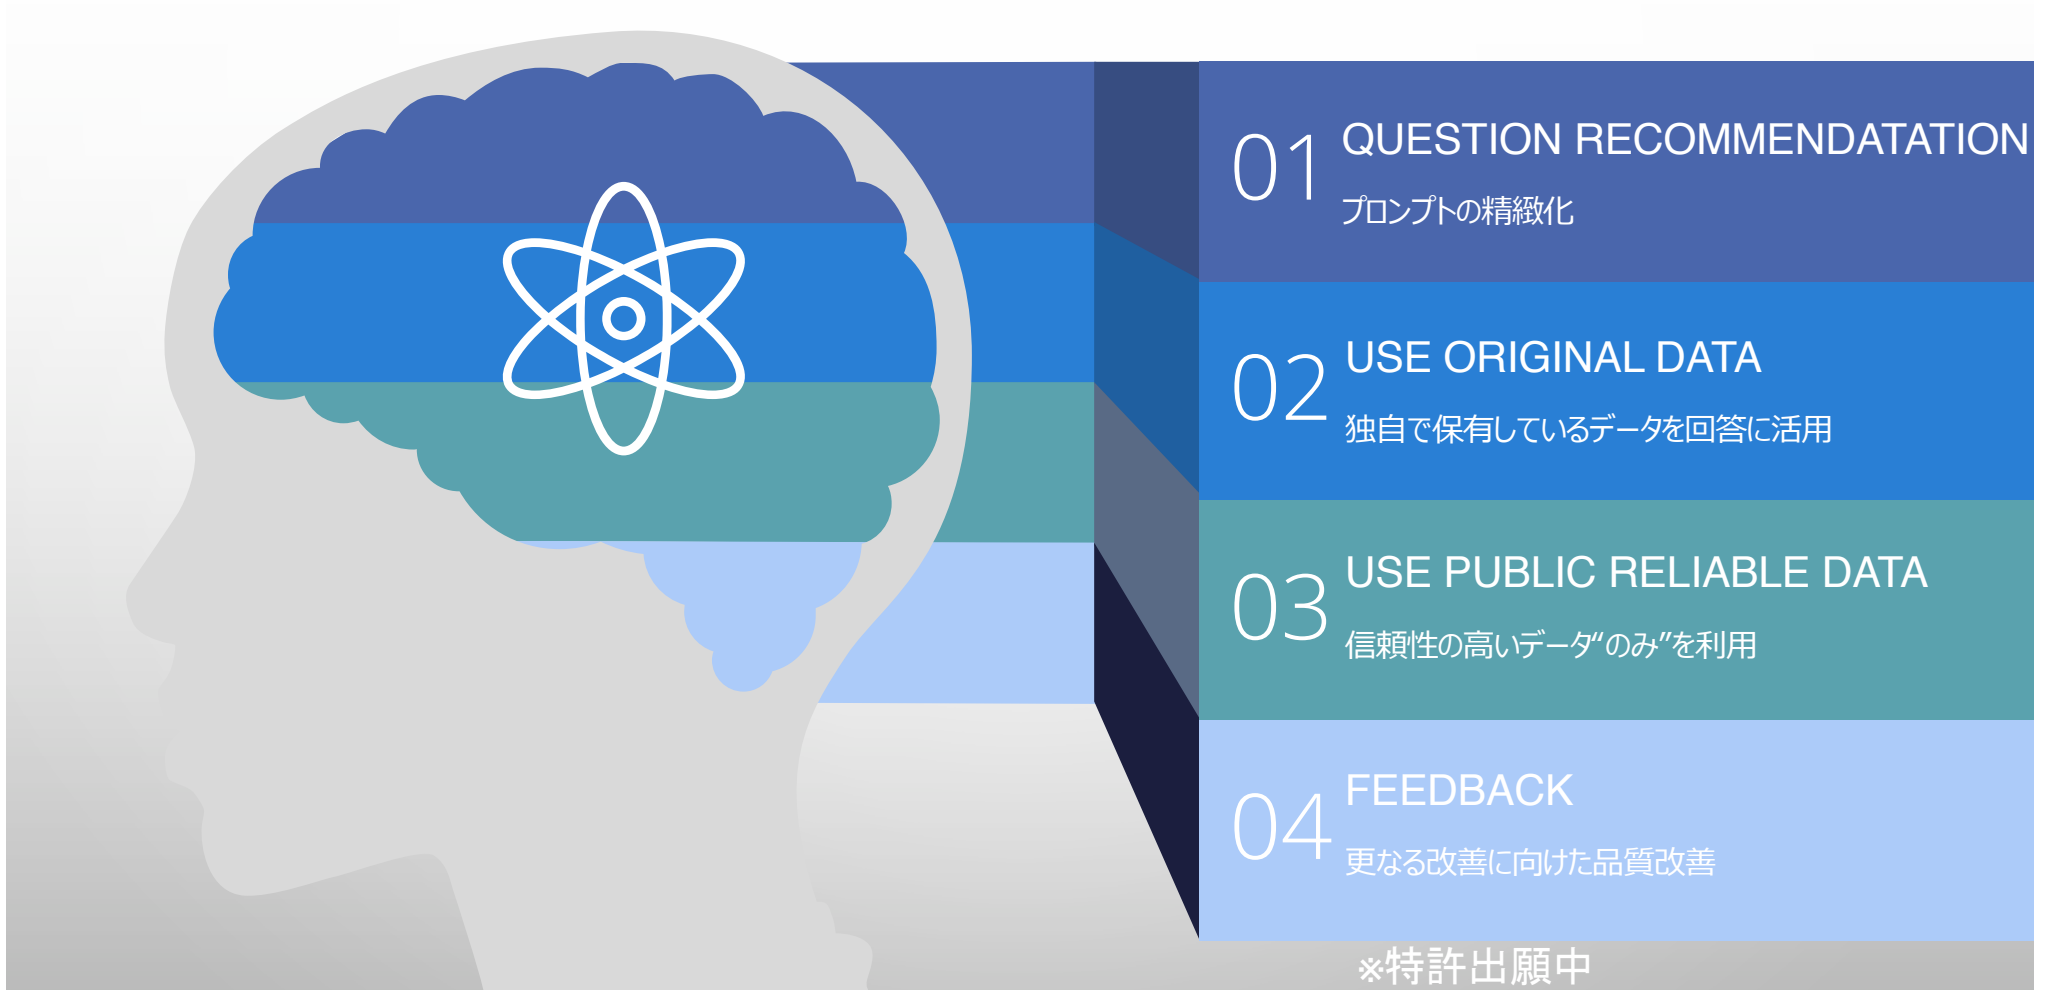 01 QUESTION RECOMMENDATATION
プロンプトの精緻化
02 USE ORIGINAL DATA
独自で保有しているデータを回答に活用
03 USE PUBLIC RELIABLE DATA
信頼性の高いデータ“のみ”を利用
04 FEEDBACK
更なる改善に向けた品質改善
※特許出願中